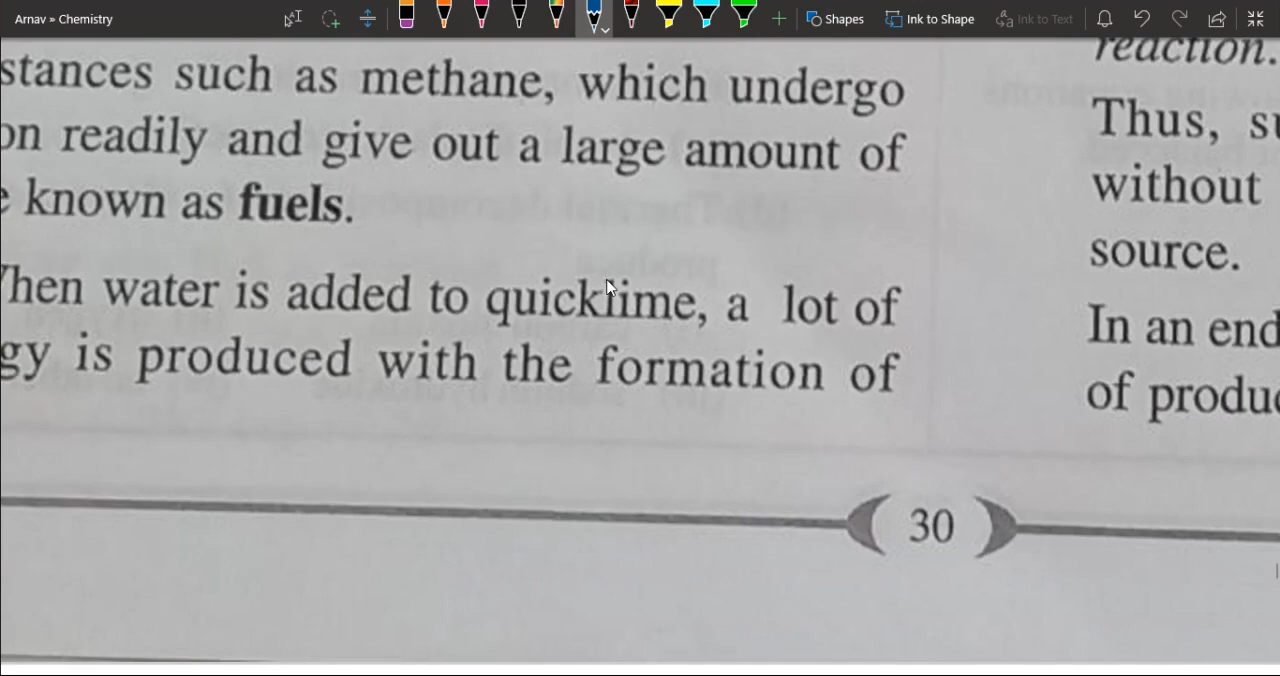 Arnav » Chemistry
Shapes
Ink to Shape
Ink to Text
stances such as methane, which undergo
on readily and give out a large amount of
e known as fuels.
When water is added to quicklime, a lot of
gy is produced with the formation of
reaction.
Thus, su
without
source.
In an end
of produc
30